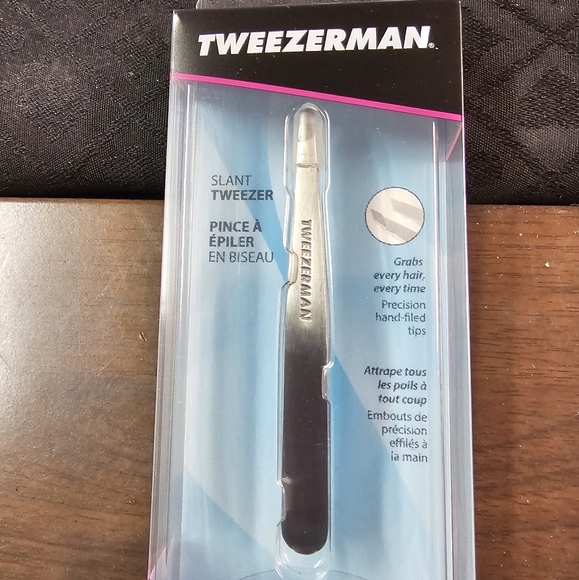 TWEEZERMAN®
SLANT
TWEEZER
PINCE À
ÉPILER
EN BISEAU
TWEEZERMAN
Grabs
every hair,
every time
Precision
hand-filed
tips
Attrape tous
les poils à
tout coup
Embouts de
précision
effilés à
la main